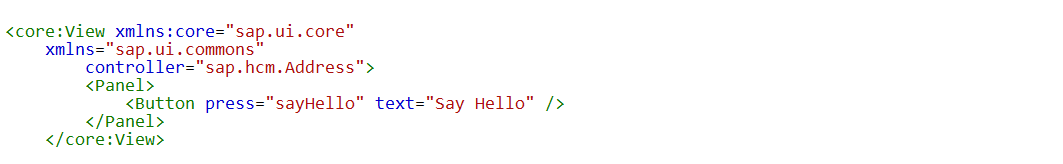 <core:View xmlns:core="sap.ui.core"
xmlns="sap.ui.commons"
controller="sap.hcm.Address">
<Panel>
<Button press="sayHello" text="Say Hello" />
</Panel>
</core:View>